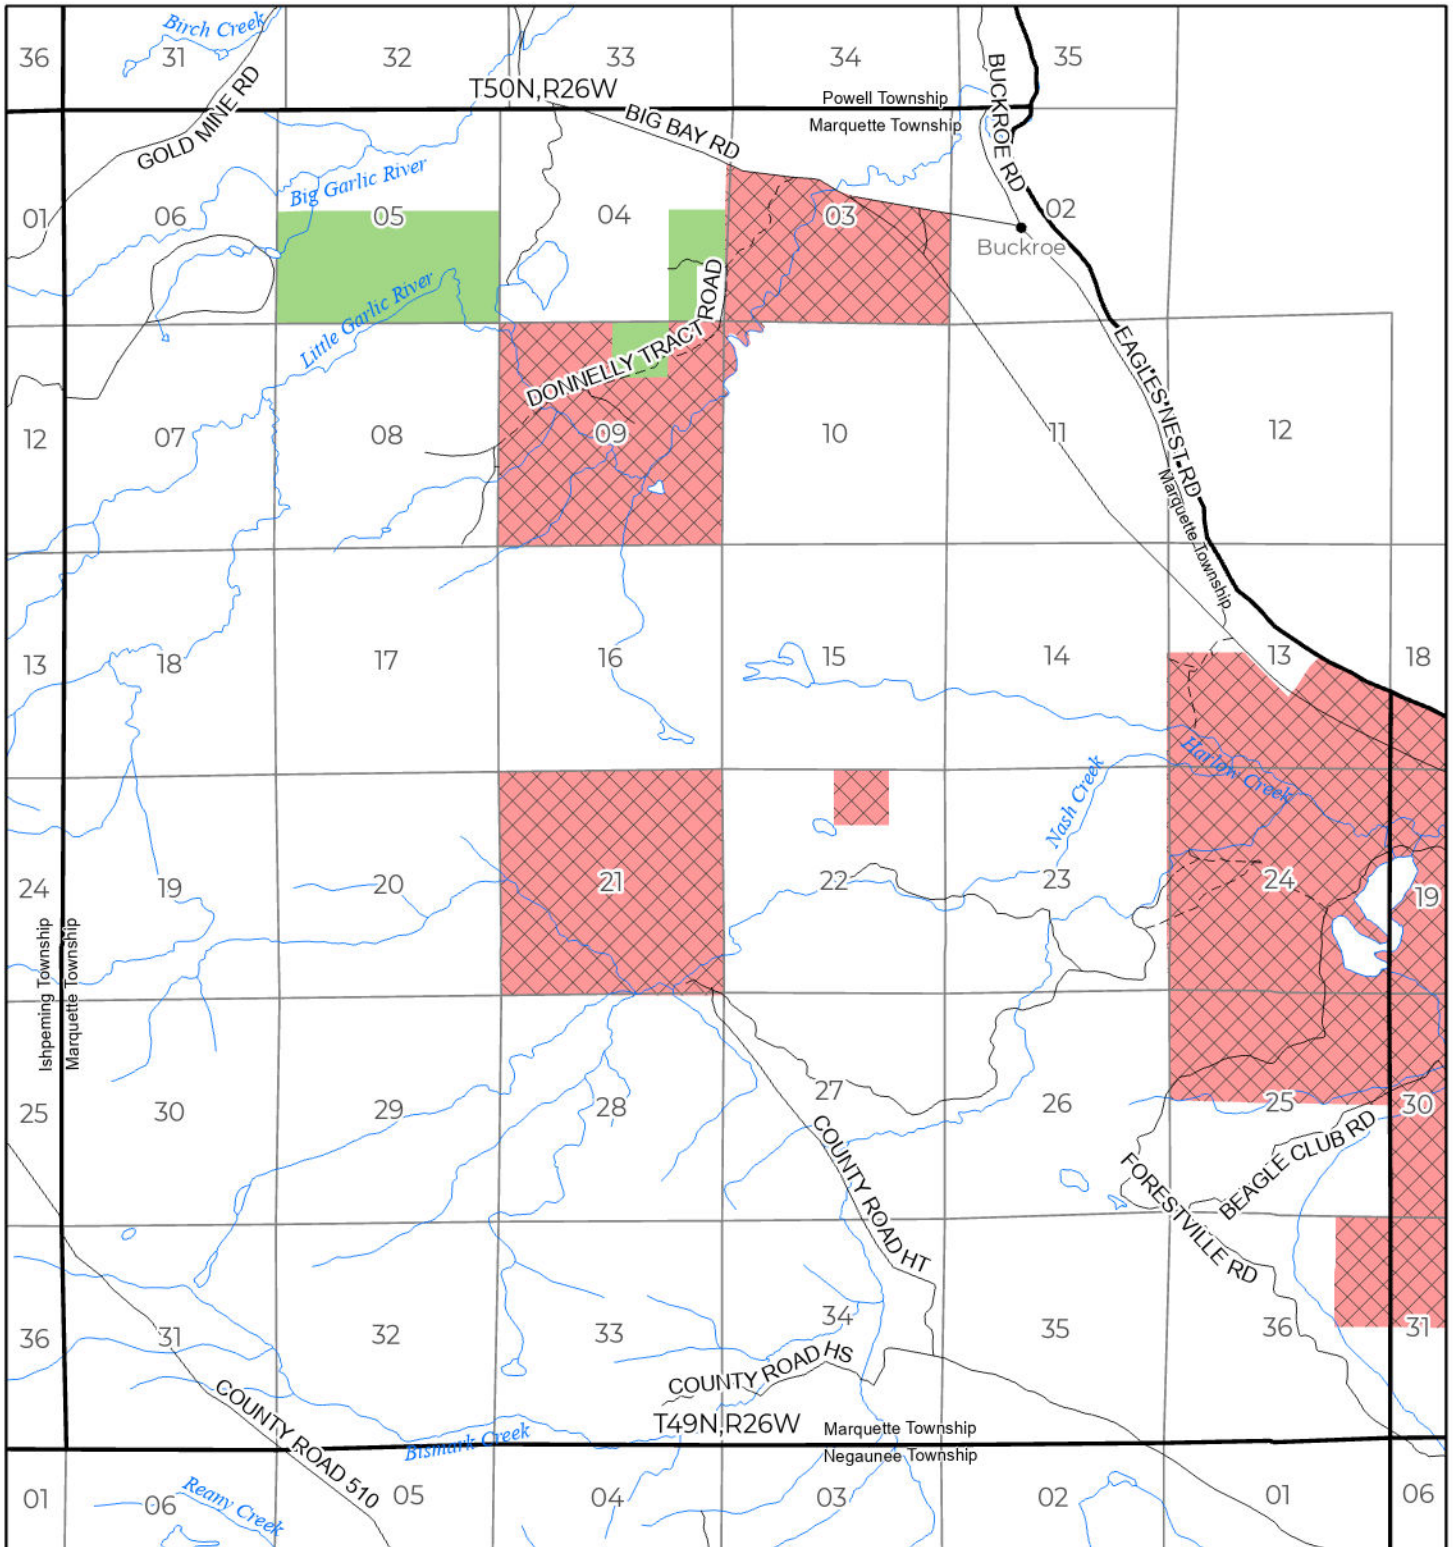 Birch Creek
36
31
32
33
34
35
T50N,R26W
Powell Township
Marquette Township
BUCKROE RD
GOLD MINE RD
BIG BAY RD
Big Garlic River
01
06
05
04
03
02
Buckroe
Little Garlic River
DONNELLY TRACT ROAD
EAGLES NEST RD
12
07
08
09
10
11
12
Marquette Township
13
18
17
16
15
14
13
18
Harlow Creek
Nash Creek
24
19
20
21
22
23
24
19
Ishpeming Township
Marquette Township
25
30
29
28
27
26
25
30
COUNTY ROAD HT
BEAGLE CLUB RD
FORESTVILLE RD
36
31
32
33
34
35
36
31
COUNTY ROAD HS
COUNTY ROAD 510
T49N,R26W
Marquette Township
Negaunee Township
Bismark Creek
Reany Creek
01
06
05
04
03
02
01
06